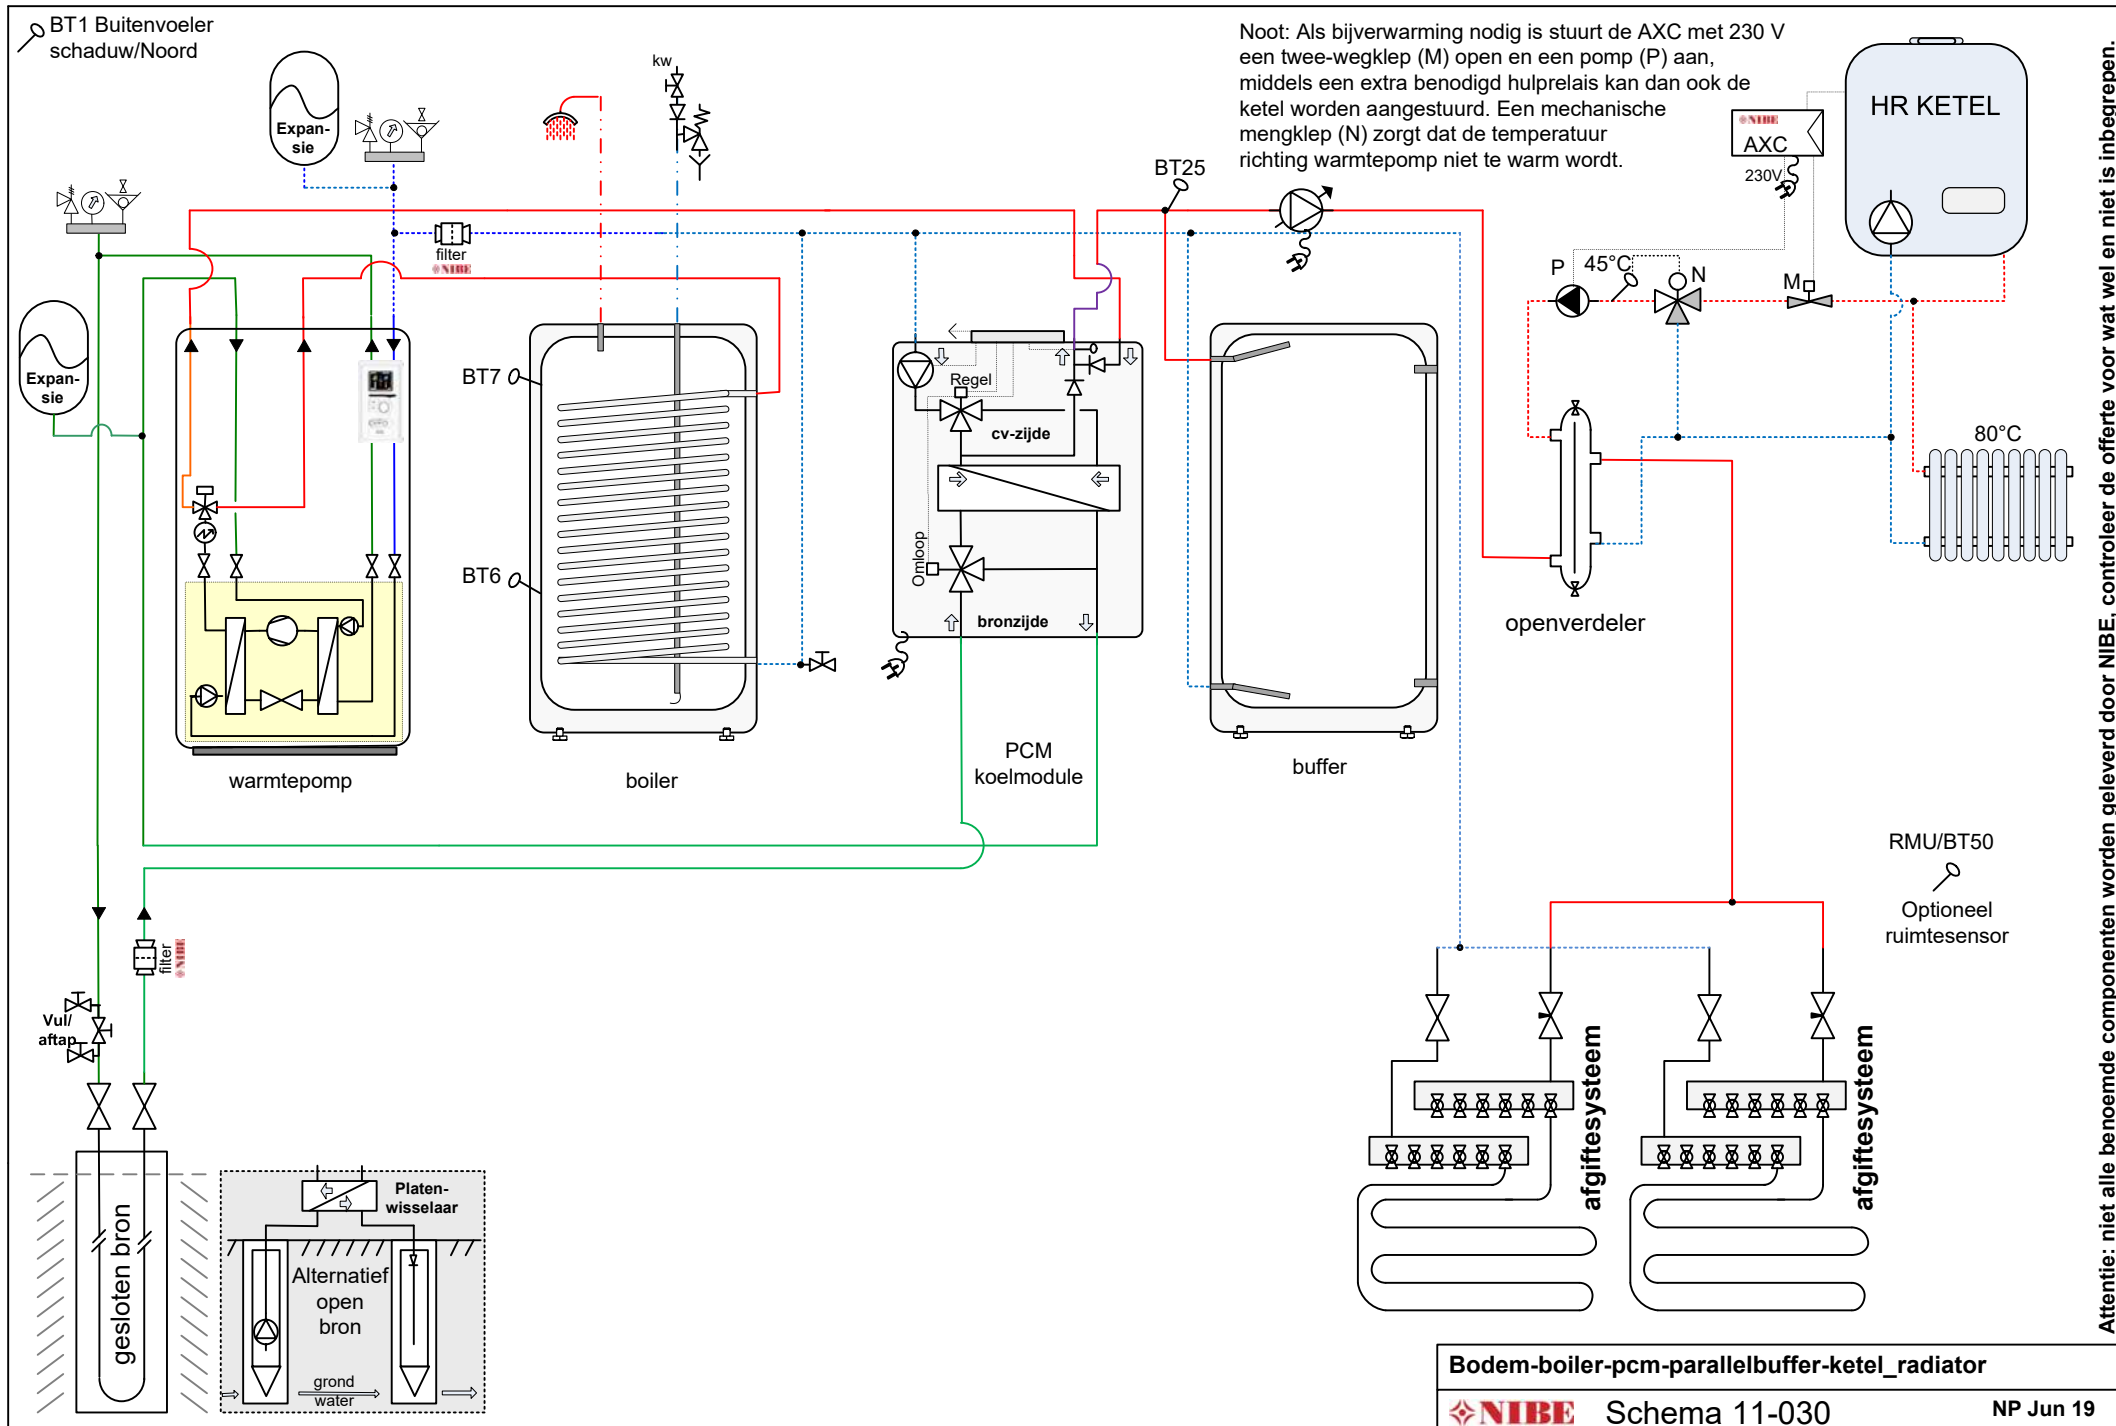 BT1 Buitenvoeler
schaduw/Noord
Expan-
sie
kw
Noot: Als bijverwarming nodig is stuurt de AXC met 230 V
een twee-wegklep (M) open en een pomp (P) aan,
middels een extra benodigd hulprelais kan dan ook de
ketel worden aangestuurd. Een mechanische
mengklep (N) zorgt dat de temperatuur
richting warmtepomp niet te warm wordt.
HR KETEL
NIBE
AXC
230V
BT25
filter
NIBE
P
45°C
N
M
Expan-
sie
BT7
BT6
Regel
cv-zijde
Omloop
bronzijde
80°C
openverdeler
warmtepomp
boiler
PCM
koelmodule
buffer
RMU/BT50
Optioneel
ruimtesensor
filter
NIBE
Vul/
aftap
afgiftesysteem
afgiftesysteem
gesloten bron
Platen-
wisselaar
Alternatief
open
bron
grond
water
Attentie: niet alle benoemde componenten worden geleverd door NIBE, controleer de offerte voor wat wel en niet is inbegrepen.
Bodem-boiler-pcm-parallelbuffer-ketel_radiator
NIBE Schema 11-030 NP Jun 19